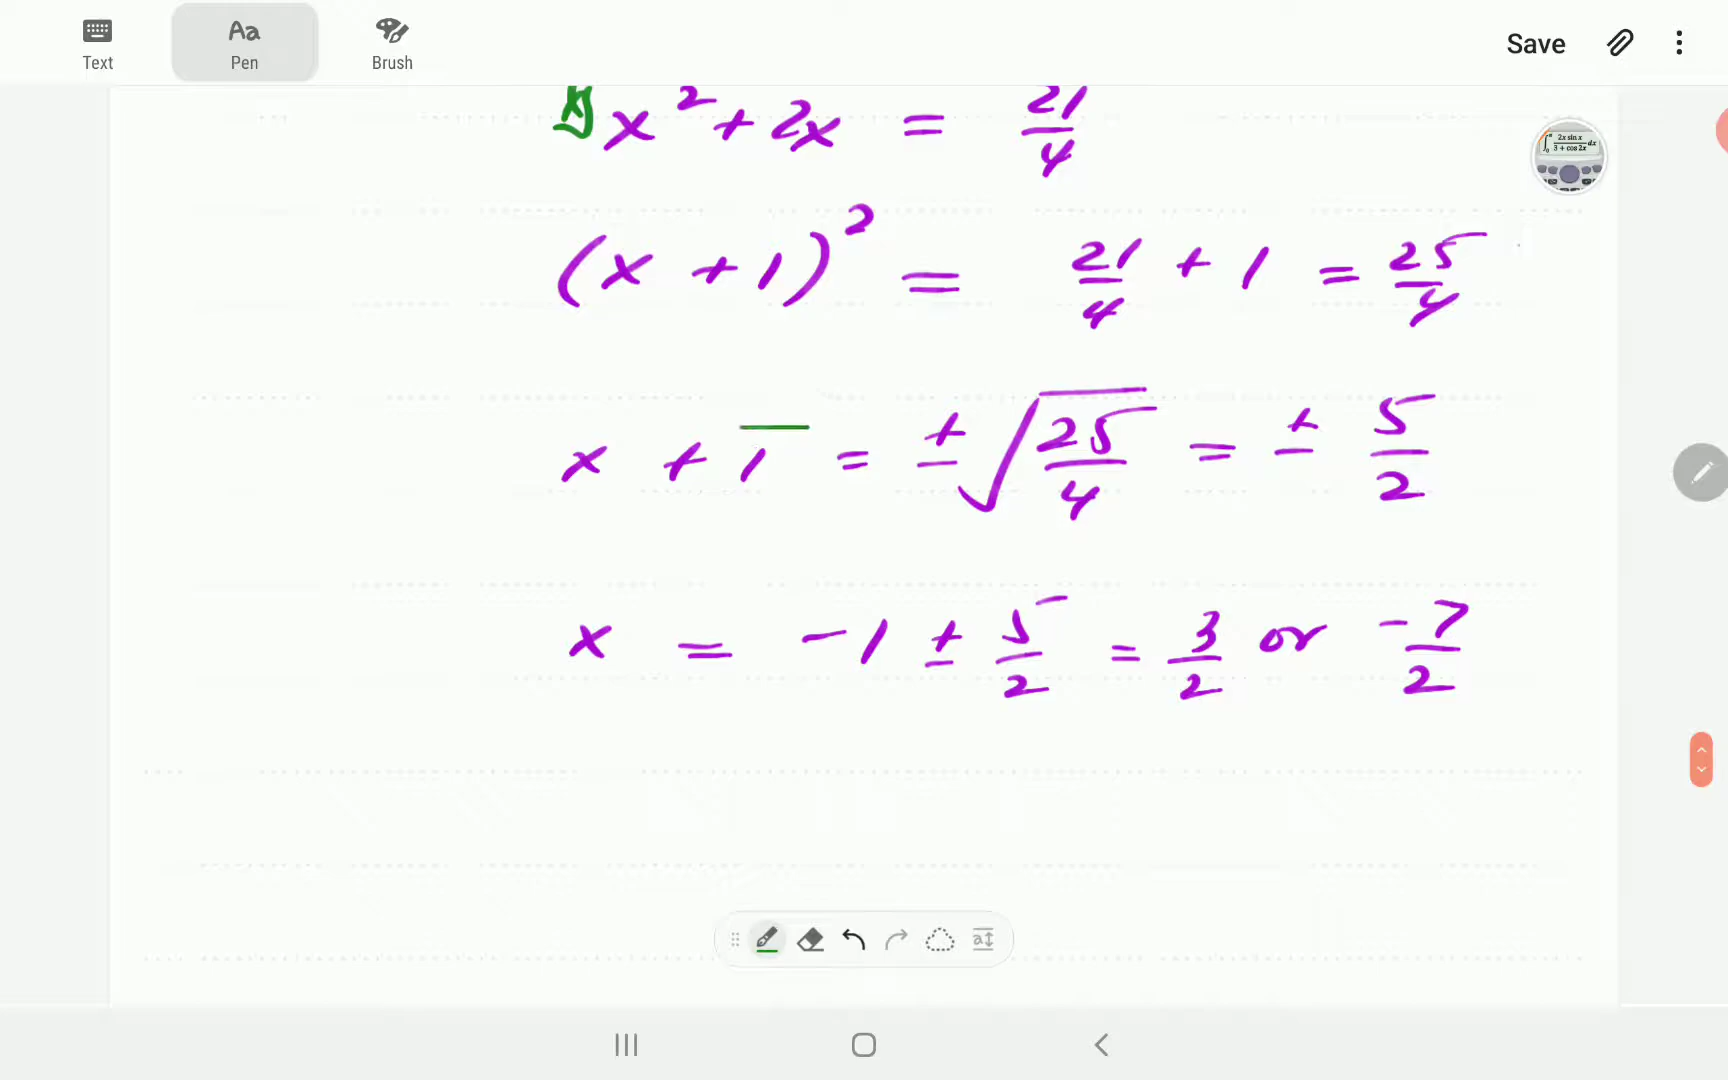 Text Aa Pen Brush Save
x² + 2x = 21/4
(x + 1)² = 21/4 + 1 = 25/4
x + 1 = ± √(25/4) = ± 5/2
x = -1 ± 5/2 = 3/2 or -7/2